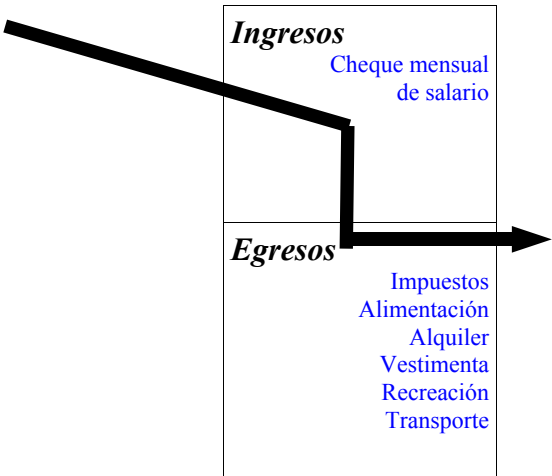 Ingresos
Cheque mensual
de salario
Egresos
Impuestos
Alimentación
Alquiler
Vestimenta
Recreación
Transporte